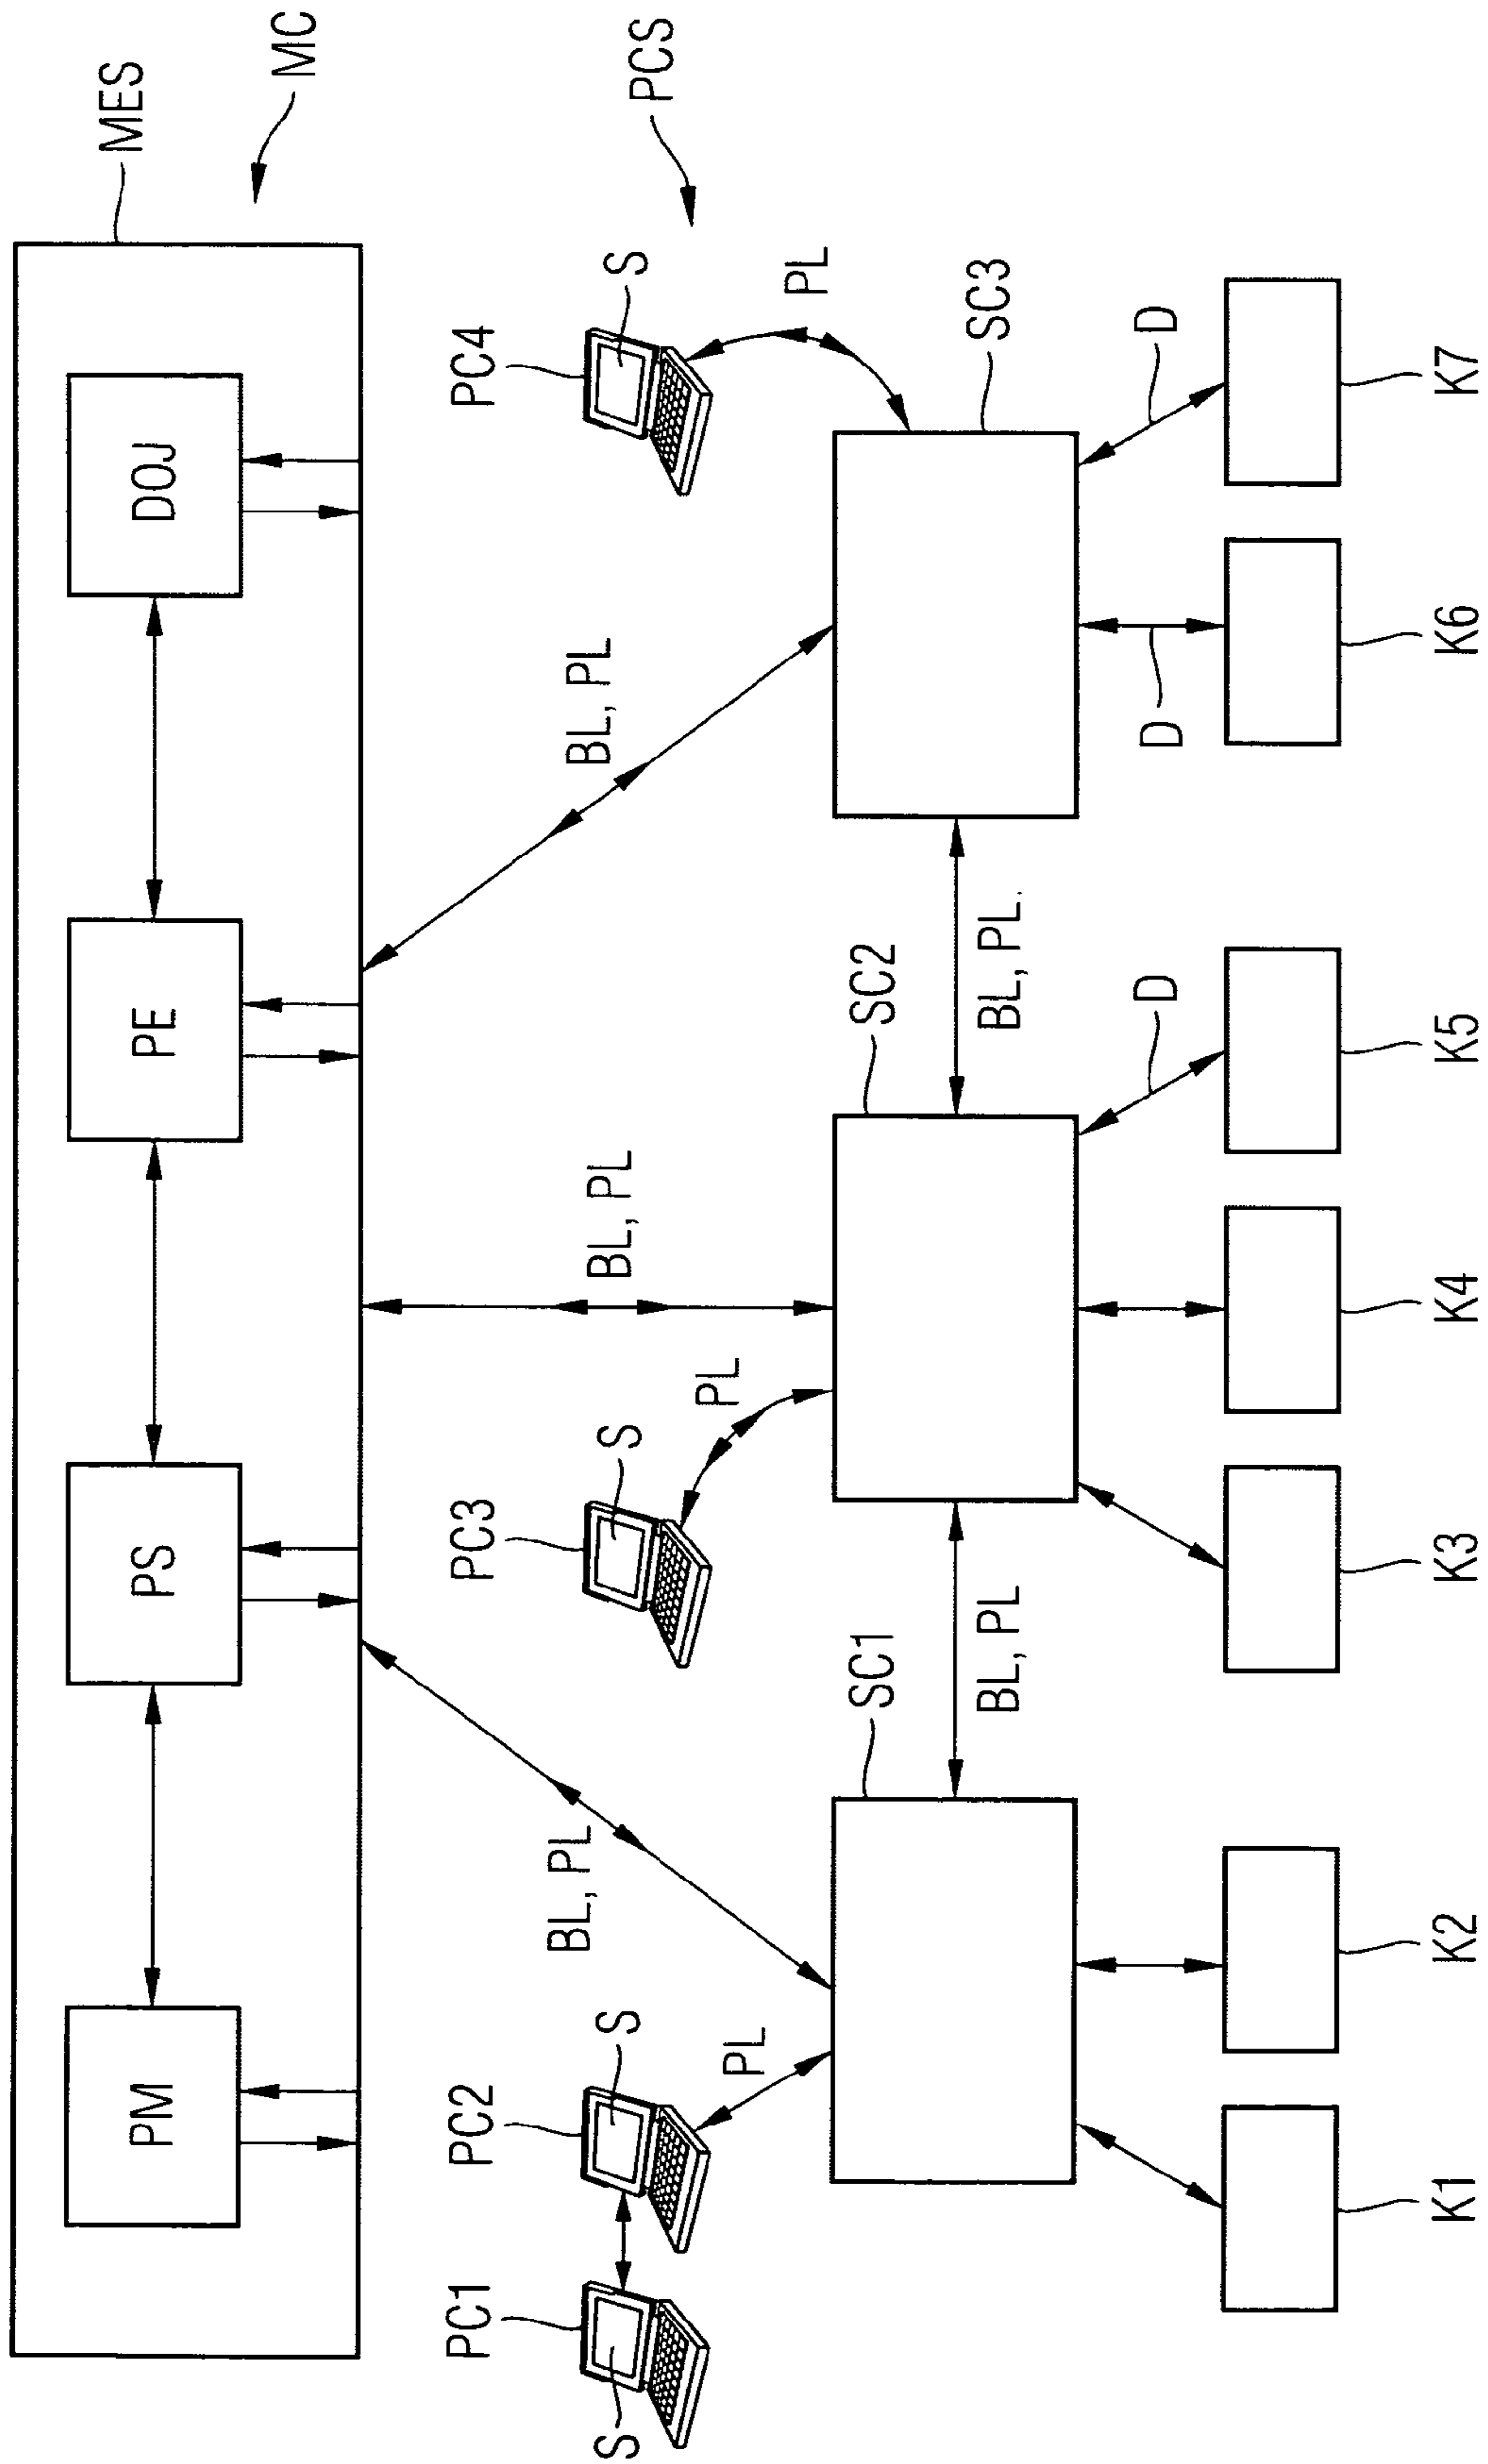 MES
MC
PM
PS
PE
DOJ
PCS
PC1
PC2
PC3
PC4
S
S
S
S
PL
BL, PL
PL
BL, PL
BL, PL
PL
SC1
BL, PL
SC2
BL, PL.
SC3
D
D
D
K1
K2
K3
K4
K5
K6
K7